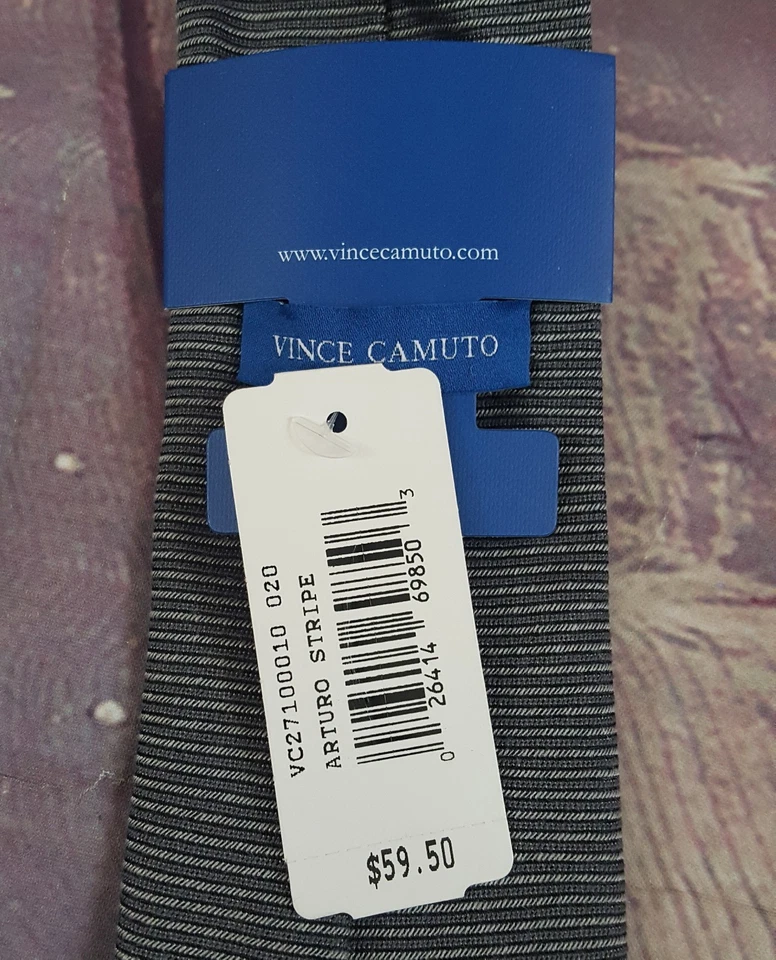 www.vincecamuto.com
VINCE CAMUTO
VC27100010 020
ARTURO STRIPE
0 26414 69850 3
$59.50